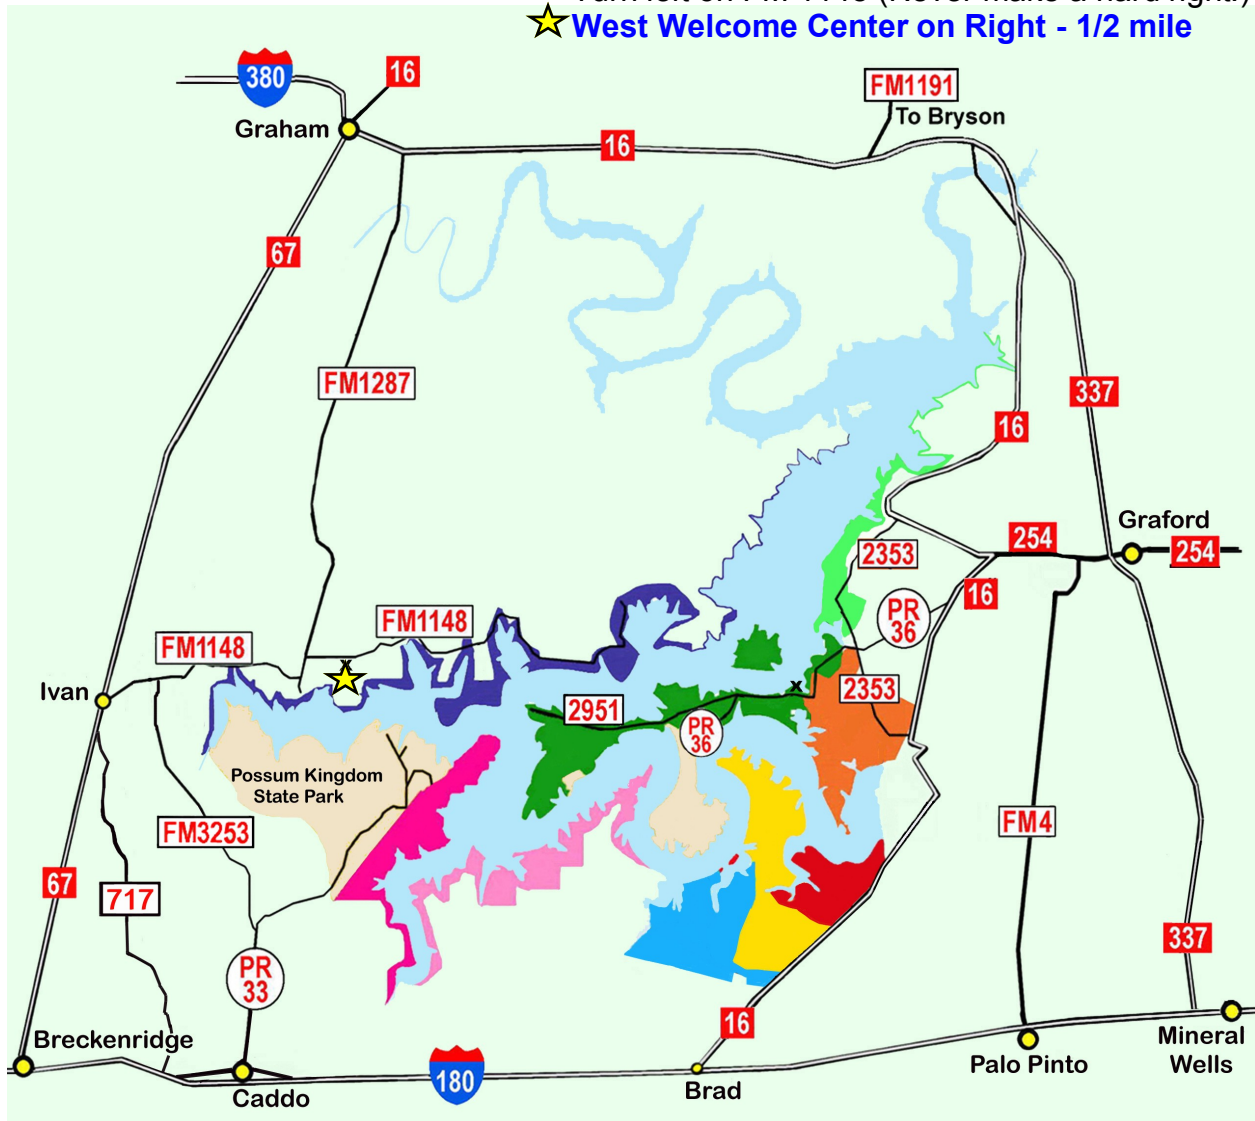 West Welcome Center on Right - 1/2 mile
380
16
FM1191
To Bryson
Graham
16
67
FM1287
337
16
Graford
254
254
2353
16
PR
36
FM1148
FM1148
Ivan
2951
2353
PR
36
Possum Kingdom
State Park
FM3253
FM4
67
717
337
PR
33
16
Breckenridge
Mineral
Wells
Palo Pinto
180
Brad
Caddo
x
x